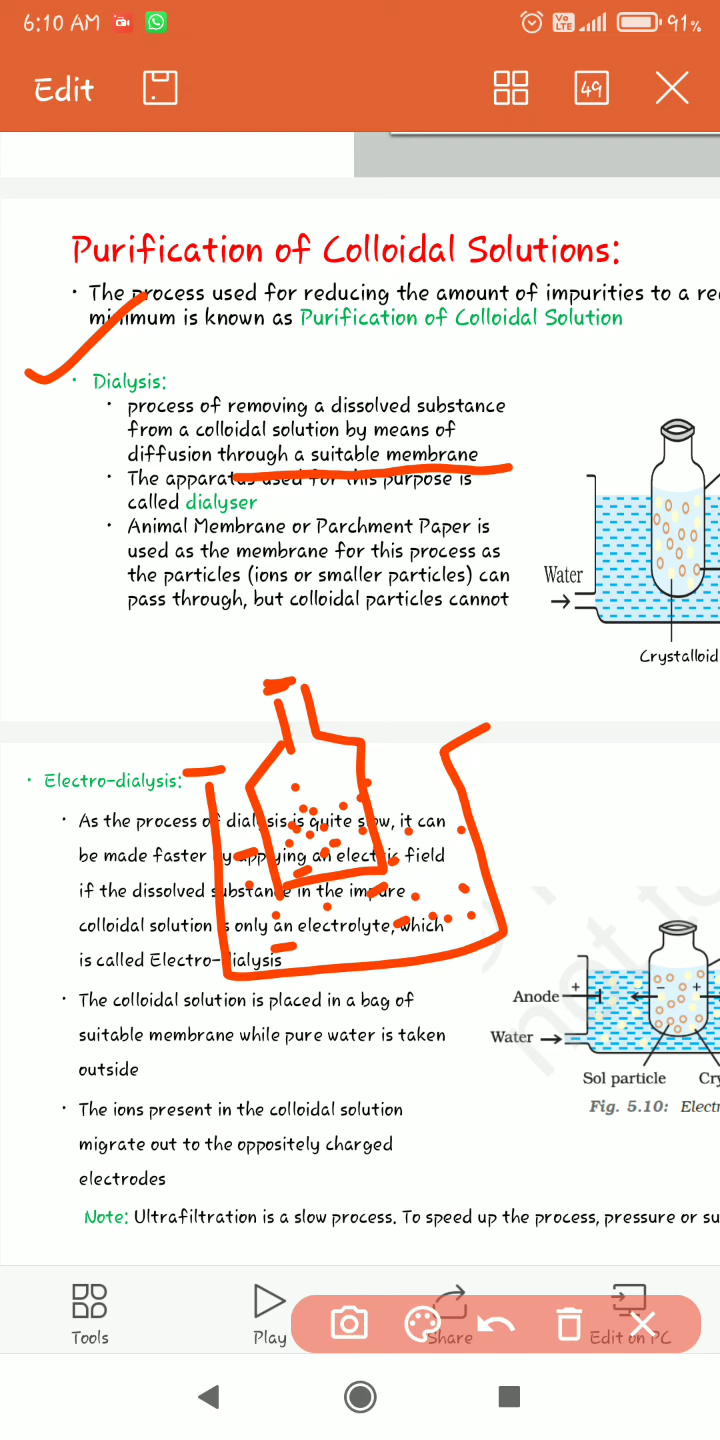 6:10 AM
Vo LTE
91%
Edit
49
Purification of Colloidal Solutions:
• The process used for reducing the amount of impurities to a
minimum is known as Purification of Colloidal Solution
• Dialysis:
• process of removing a dissolved substance
from a colloidal solution by means of
diffusion through a suitable membrane
• The apparatus used for this purpose is
called dialyser
• Animal Membrane or Parchment Paper is
used as the membrane for this process as
the particles (ions or smaller particles) can
pass through, but colloidal particles cannot
Water
Crystalloid
• Electro-dialysis:
• As the process of dialysis is quite slow, it can
be made faster by applying an electric field
if the dissolved substance in the impure
colloidal solution is only an electrolyte, which
is called Electro-dialysis
• The colloidal solution is placed in a bag of
suitable membrane while pure water is taken
outside
• The ions present in the colloidal solution
migrate out to the oppositely charged
electrodes
Anode + − +
Water
Sol particle
Fig. 5.10:
not to
Note: Ultrafiltration is a slow process. To speed up the process, pressure or
Tools
Play
Share
Edit on PC